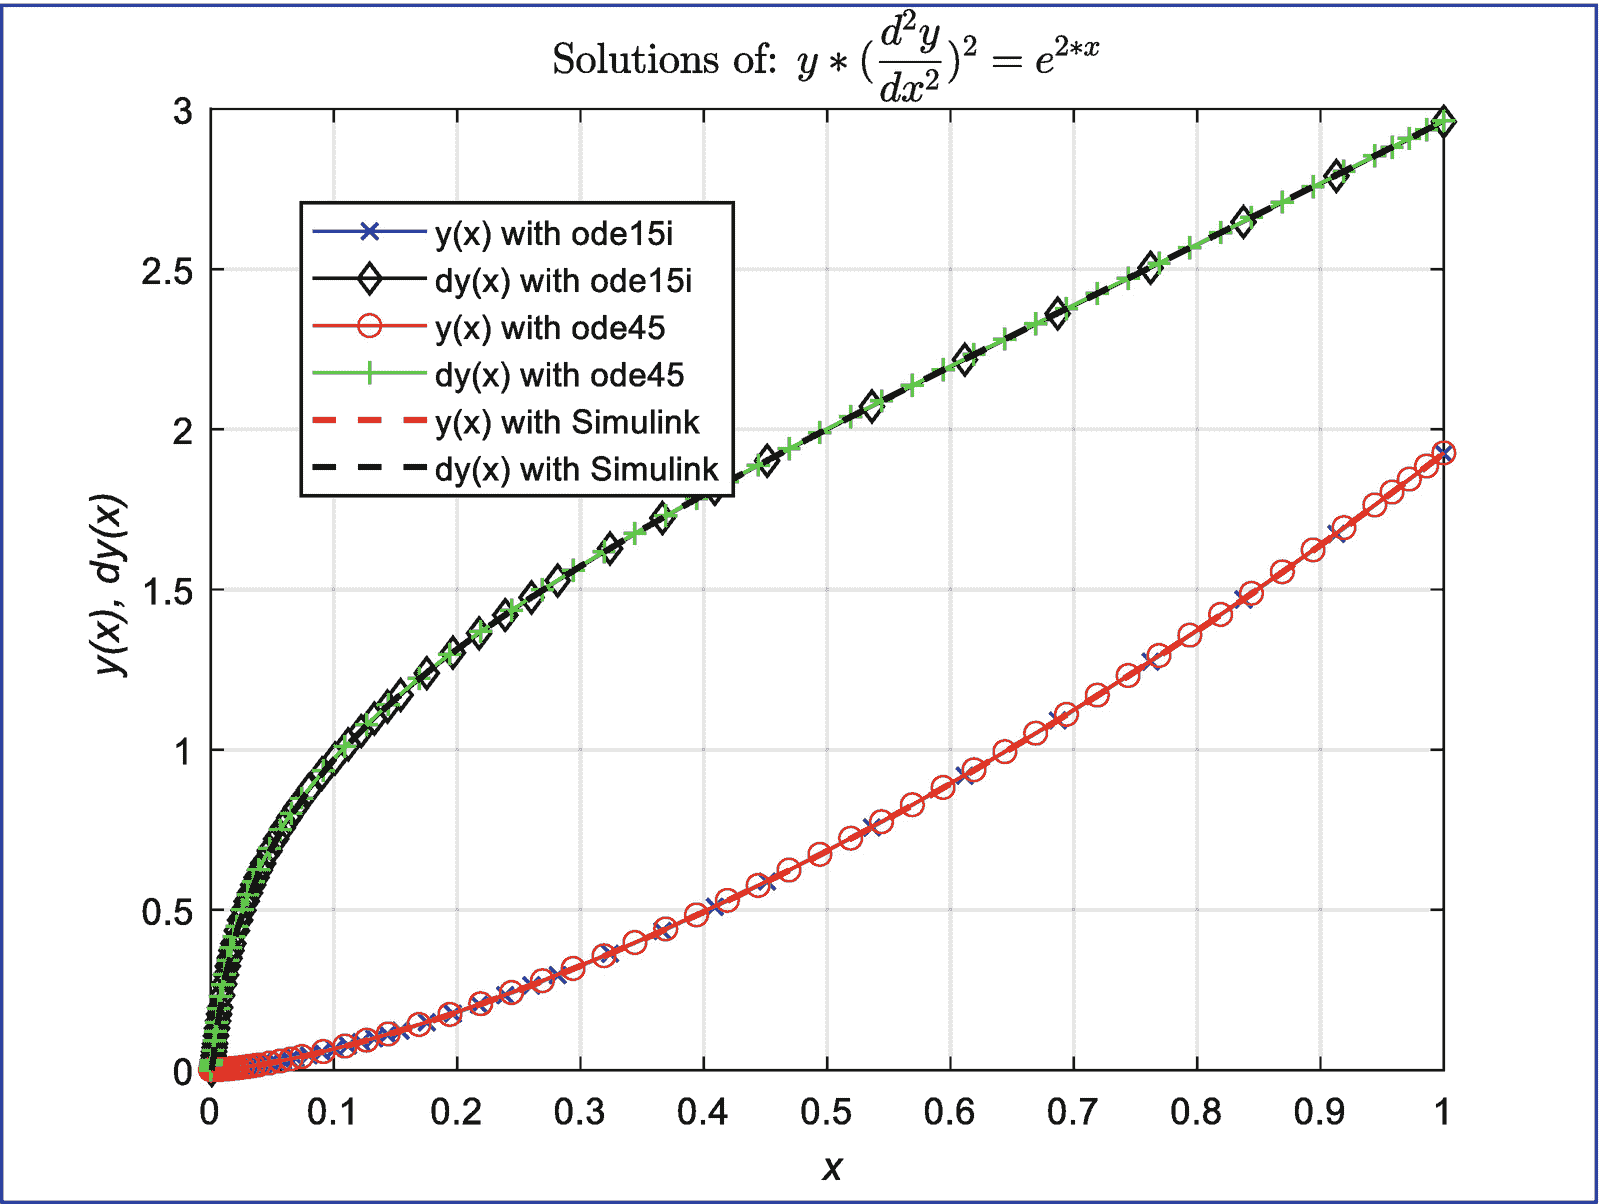 Solutions of: y * (d²y/dx²)² = e^{2*x}
3
2.5
2
1.5
1
0.5
0
y(x), dy(x)
y(x) with ode15i
dy(x) with ode15i
y(x) with ode45
dy(x) with ode45
y(x) with Simulink
dy(x) with Simulink
0 0.1 0.2 0.3 0.4 0.5 0.6 0.7 0.8 0.9 1
x